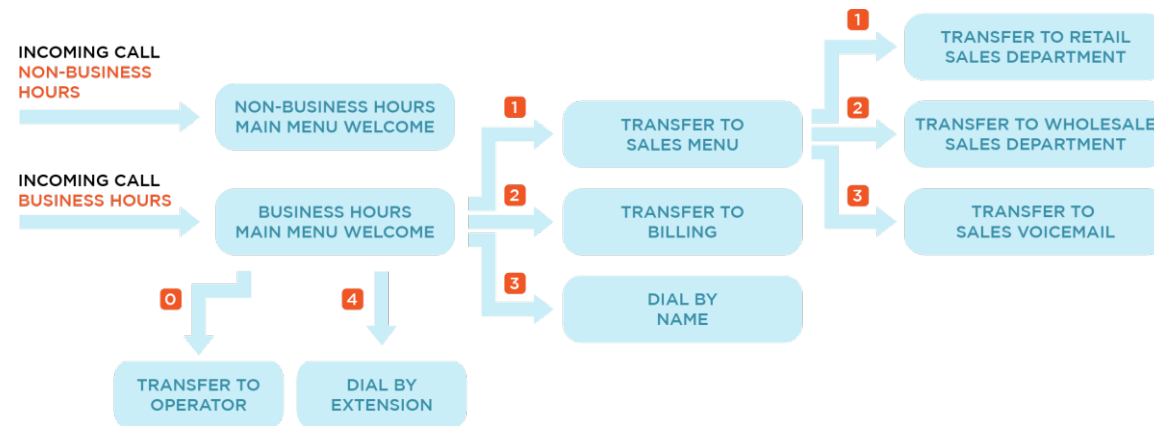 INCOMING CALL
NON-BUSINESS
HOURS
NON-BUSINESS HOURS
MAIN MENU WELCOME
INCOMING CALL
BUSINESS HOURS
BUSINESS HOURS
MAIN MENU WELCOME
0
TRANSFER TO
OPERATOR
4
DIAL BY
EXTENSION
1
TRANSFER TO
SALES MENU
2
TRANSFER TO
BILLING
3
DIAL BY
NAME
1
TRANSFER TO RETAIL
SALES DEPARTMENT
2
TRANSFER TO WHOLESALE
SALES DEPARTMENT
3
TRANSFER TO
SALES VOICEMAIL